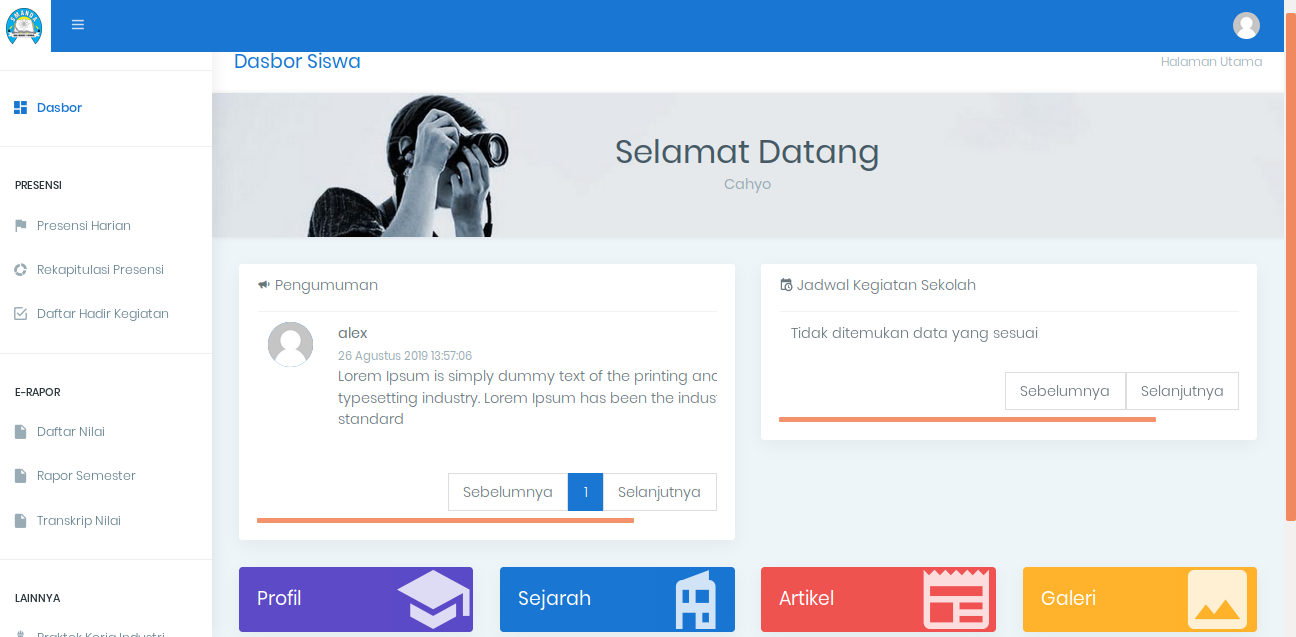 SMANDA
Dasbor Siswa
Halaman Utama
Dasbor
PRESENSI
Presensi Harian
Rekapitulasi Presensi
Daftar Hadir Kegiatan
E-RAPOR
Daftar Nilai
Rapor Semester
Transkrip Nilai
LAINNYA
Praktek Kerja Industri
Selamat Datang
Cahyo
Pengumuman
alex
26 Agustus 2019 13:57:06
Lorem Ipsum is simply dummy text of the printing and
typesetting industry. Lorem Ipsum has been the indus
standard
Sebelumnya 1 Selanjutnya
Jadwal Kegiatan Sekolah
Tidak ditemukan data yang sesuai
Sebelumnya Selanjutnya
Profil
Sejarah
Artikel
Galeri